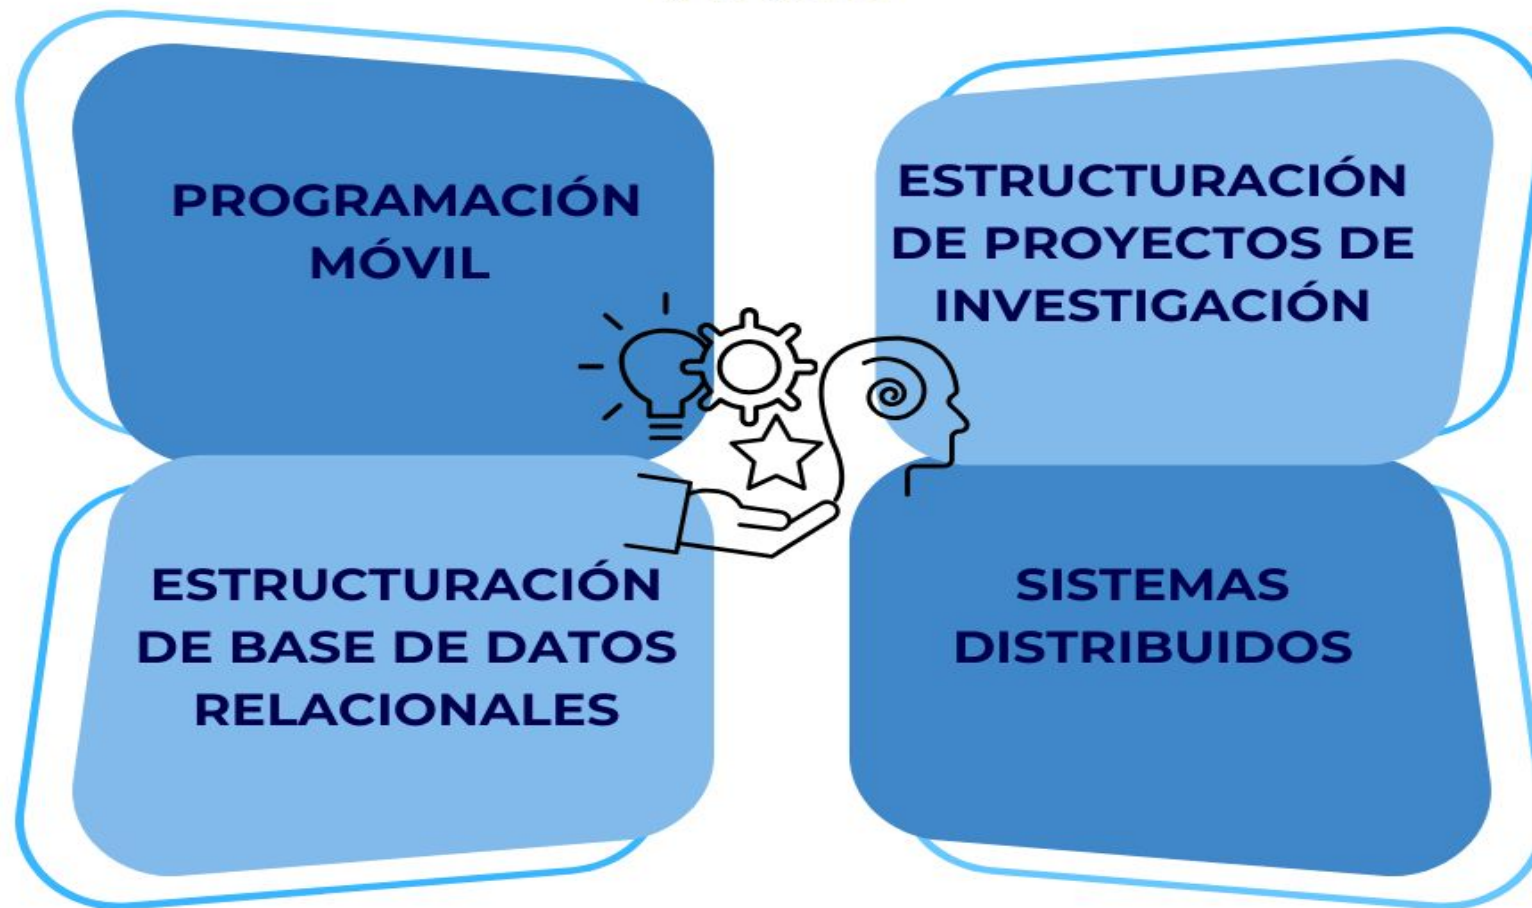 PROGRAMACIÓN
MÓVIL
ESTRUCTURACIÓN
DE PROYECTOS DE
INVESTIGACIÓN
ESTRUCTURACIÓN
DE BASE DE DATOS
RELACIONALES
SISTEMAS
DISTRIBUIDOS